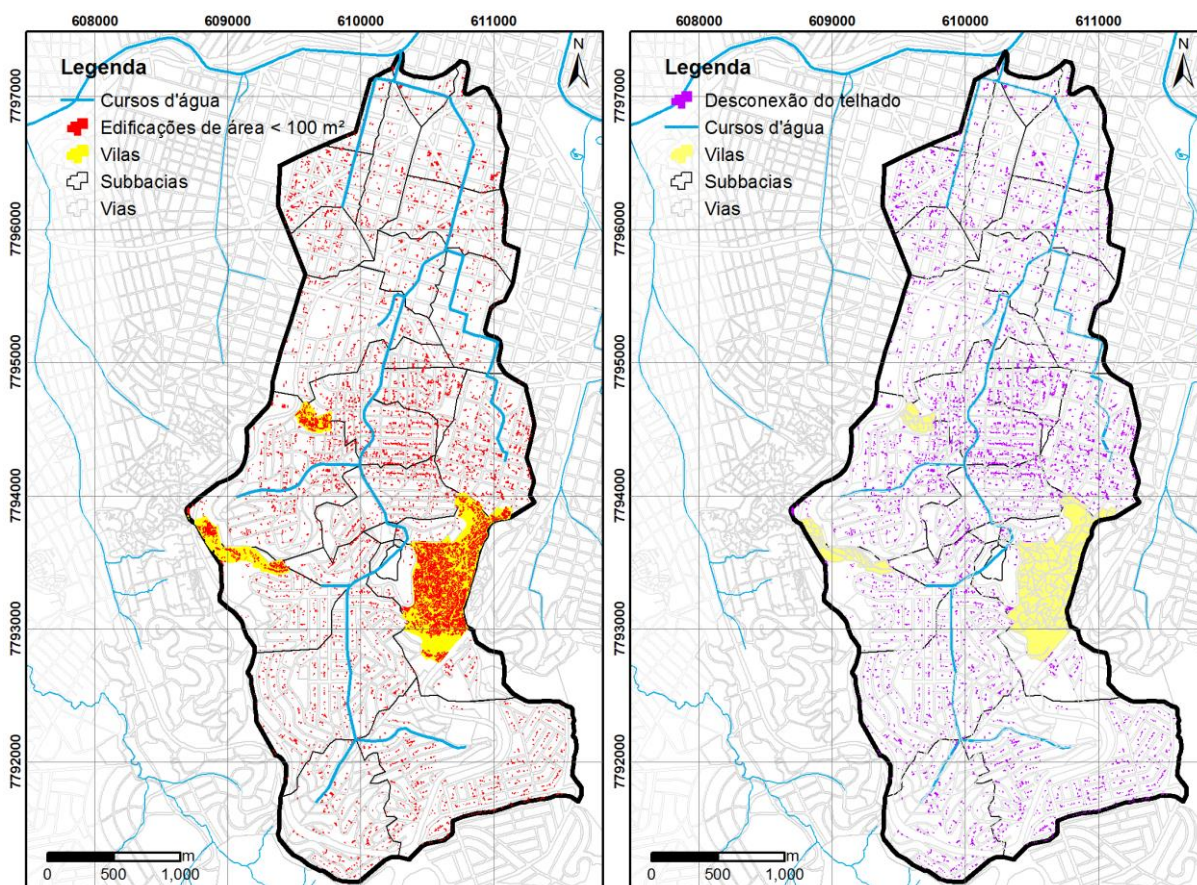 608000 609000 610000 611000
N
Legenda
Cursos d'água
Edificações de área < 100 m²
Vilas
Subbacias
Vias
7797000
7796000
7795000
7794000
7793000
7792000
0 500 1,000 m
608000 609000 610000 611000
N
Legenda
Desconexão do telhado
Cursos d'água
Vilas
Subbacias
Vias
7797000
7796000
7795000
7794000
7793000
7792000
0 500 1,000 m